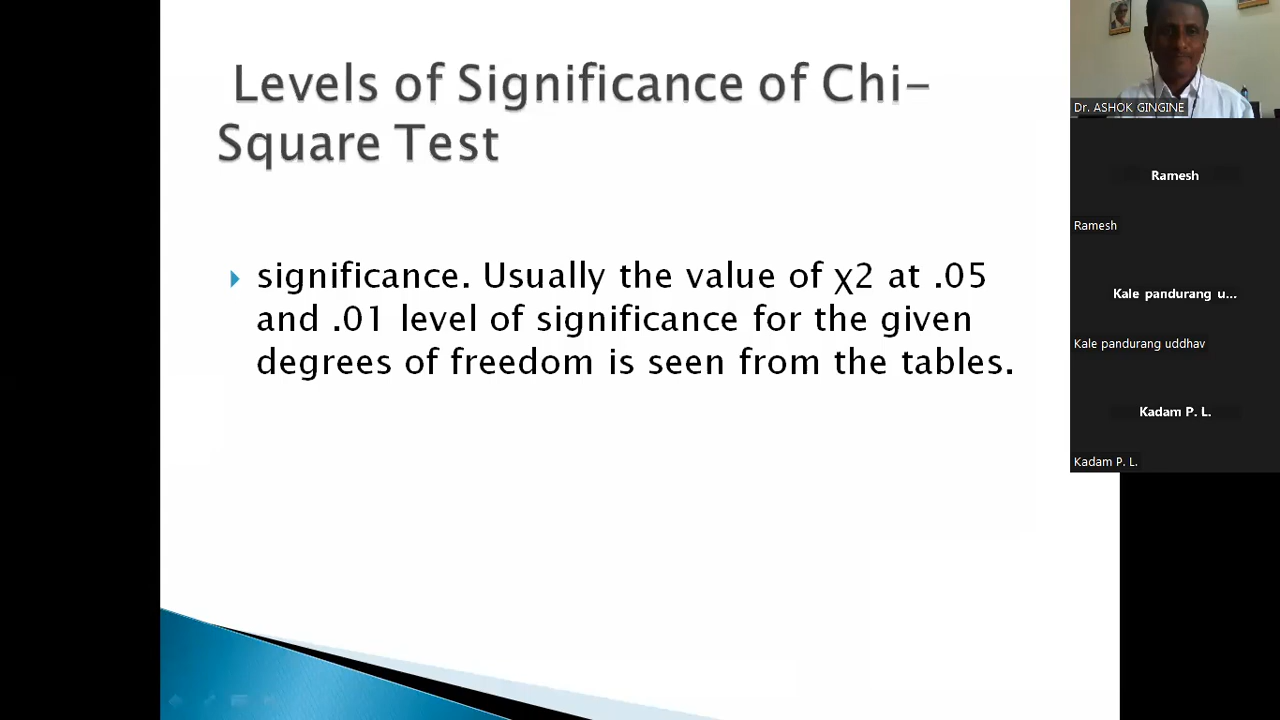 Levels of Significance of Chi-
Square Test
significance. Usually the value of χ2 at .05
and .01 level of significance for the given
degrees of freedom is seen from the tables.
Dr. ASHOK GINGINE
Ramesh
Ramesh
Kale pandurang u...
Kale pandurang uddhav
Kadam P. L.
Kadam P. L.